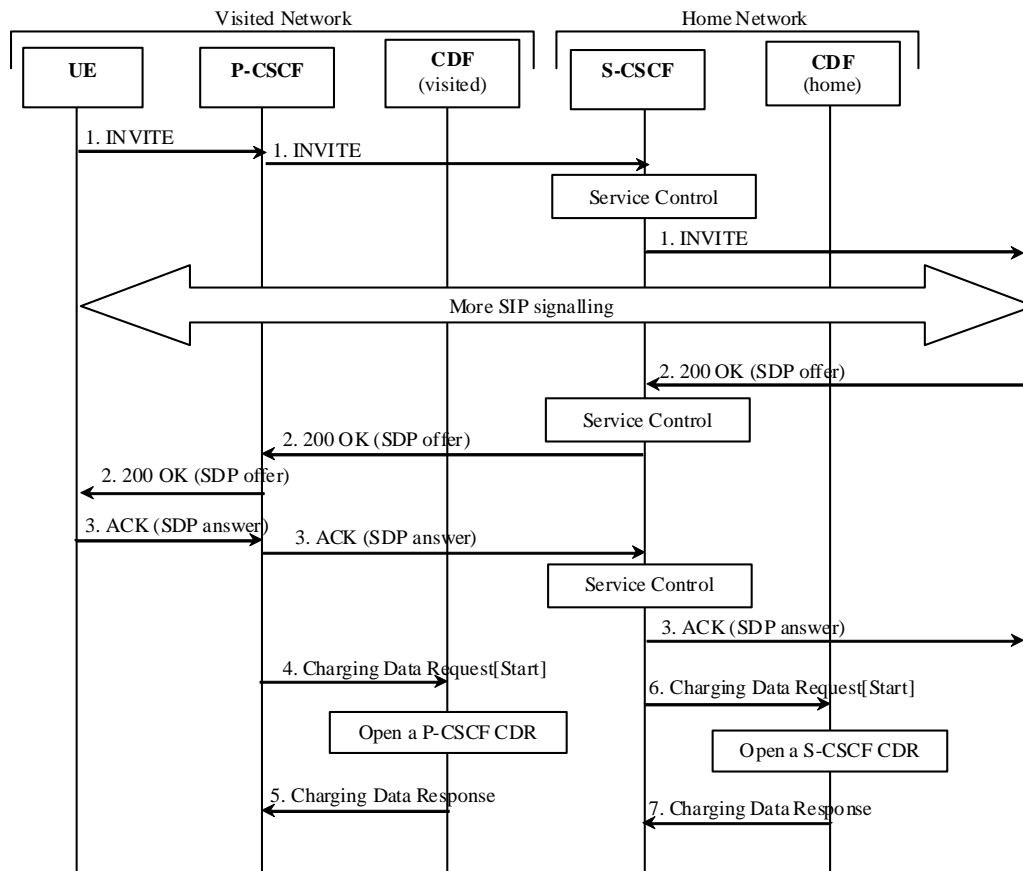 Visited Network
Home Network
UE
P-CSCF
CDF
(visited)
S-CSCF
CDF
(home)
1. INVITE
1. INVITE
Service Control
1. INVITE
More SIP signalling
2. 200 OK (SDP offer)
Service Control
2. 200 OK (SDP offer)
2. 200 OK (SDP offer)
3. ACK (SDP answer)
3. ACK (SDP answer)
Service Control
3. ACK (SDP answer)
4. Charging Data Request[Start]
6. Charging Data Request[Start]
Open a P-CSCF CDR
Open a S-CSCF CDR
5. Charging Data Response
7. Charging Data Response